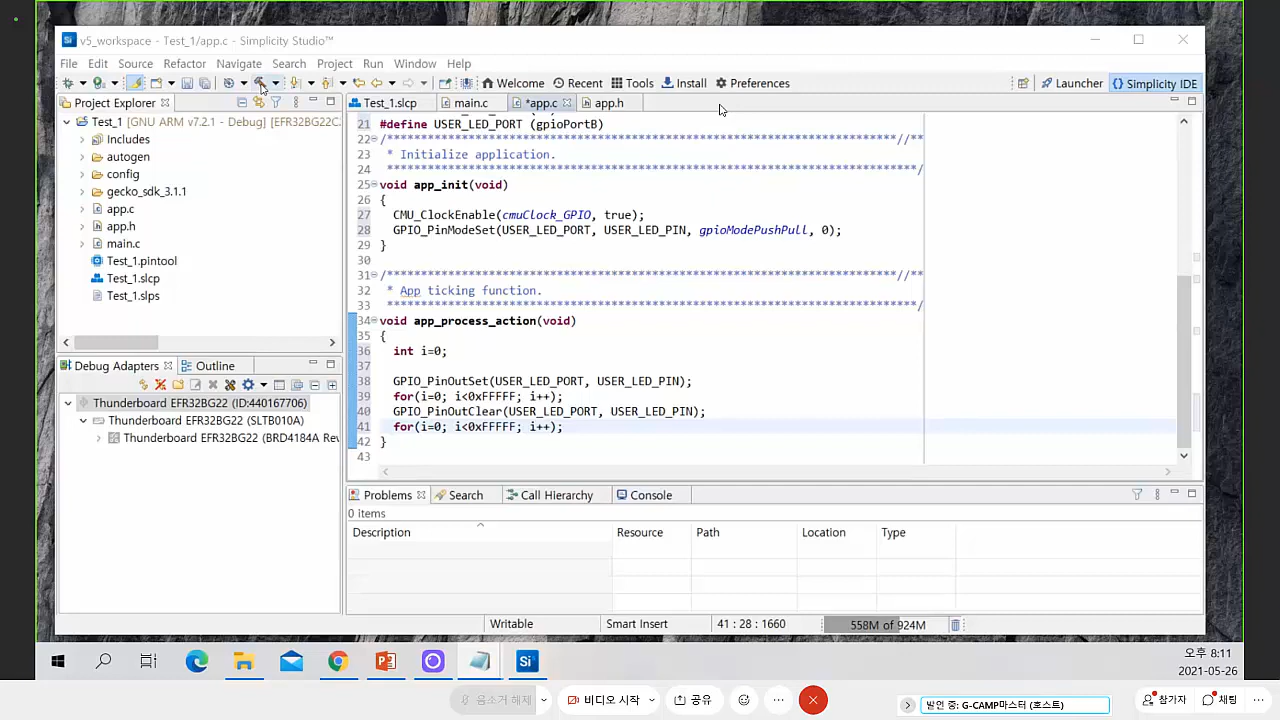 v5_workspace - Test_1/app.c - Simplicity Studio™
File Edit Source Refactor Navigate Search Project Run Window Help
Welcome Recent Tools Install Preferences Launcher Simplicity IDE
Project Explorer
Test_1.slcp main.c *app.c app.h
Test_1 [GNU ARM v7.2.1 - Debug] [EFR32BG22C
Includes
autogen
config
gecko_sdk_3.1.1
app.c
app.h
main.c
Test_1.pintool
Test_1.slcp
Test_1.slps
21 #define USER_LED_PORT (gpioPortB)
22 /***************************************************************************//**
23 * Initialize application.
24 ******************************************************************************/
25 void app_init(void)
26 {
27 CMU_ClockEnable(cmuClock_GPIO, true);
28 GPIO_PinModeSet(USER_LED_PORT, USER_LED_PIN, gpioModePushPull, 0);
29 }
30
31 /***************************************************************************//**
32 * App ticking function.
33 ******************************************************************************/
34 void app_process_action(void)
35 {
36 int i=0;
37
38 GPIO_PinOutSet(USER_LED_PORT, USER_LED_PIN);
39 for(i=0; i<0xFFFFF; i++);
40 GPIO_PinOutClear(USER_LED_PORT, USER_LED_PIN);
41 for(i=0; i<0xFFFFF; i++);
42 }
43
Debug Adapters Outline
Thunderboard EFR32BG22 (ID:440167706)
Thunderboard EFR32BG22 (SLTB010A)
Thunderboard EFR32BG22 (BRD4184A Rev
Problems Search Call Hierarchy Console
0 items
Description Resource Path Location Type
Writable Smart Insert 41 : 28 : 1660 558M of 924M
오후 8:11
2021-05-26
음소거 해제 비디오 시작 공유 발언 중: G-CAMP마스터 (호스트) 참가자 채팅